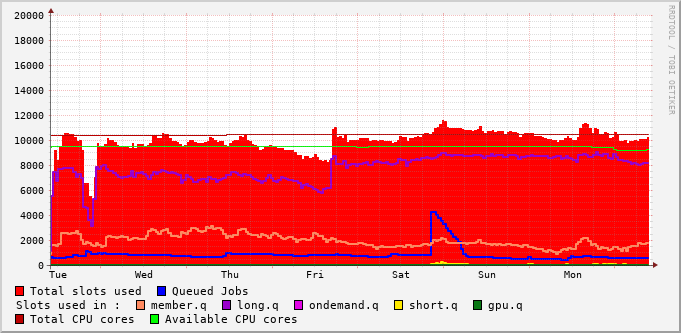 20000
18000
16000
14000
12000
10000
8000
6000
4000
2000
0
Tue Wed Thu Fri Sat Sun Mon
RRDTOOL / TOBI OETIKER
Total slots used Queued Jobs
Slots used in : member.q long.q ondemand.q short.q gpu.q
Total CPU cores Available CPU cores